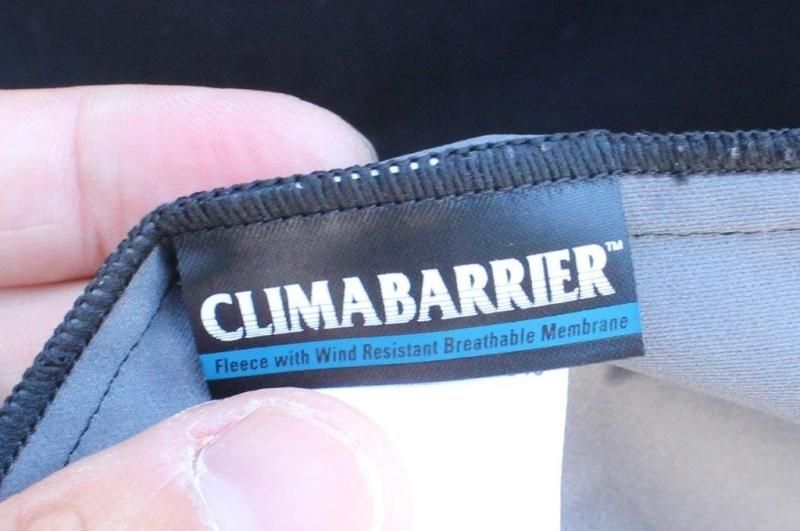 CLIMABARRIER™
Fleece with Wind Resistant Breathable Membrane